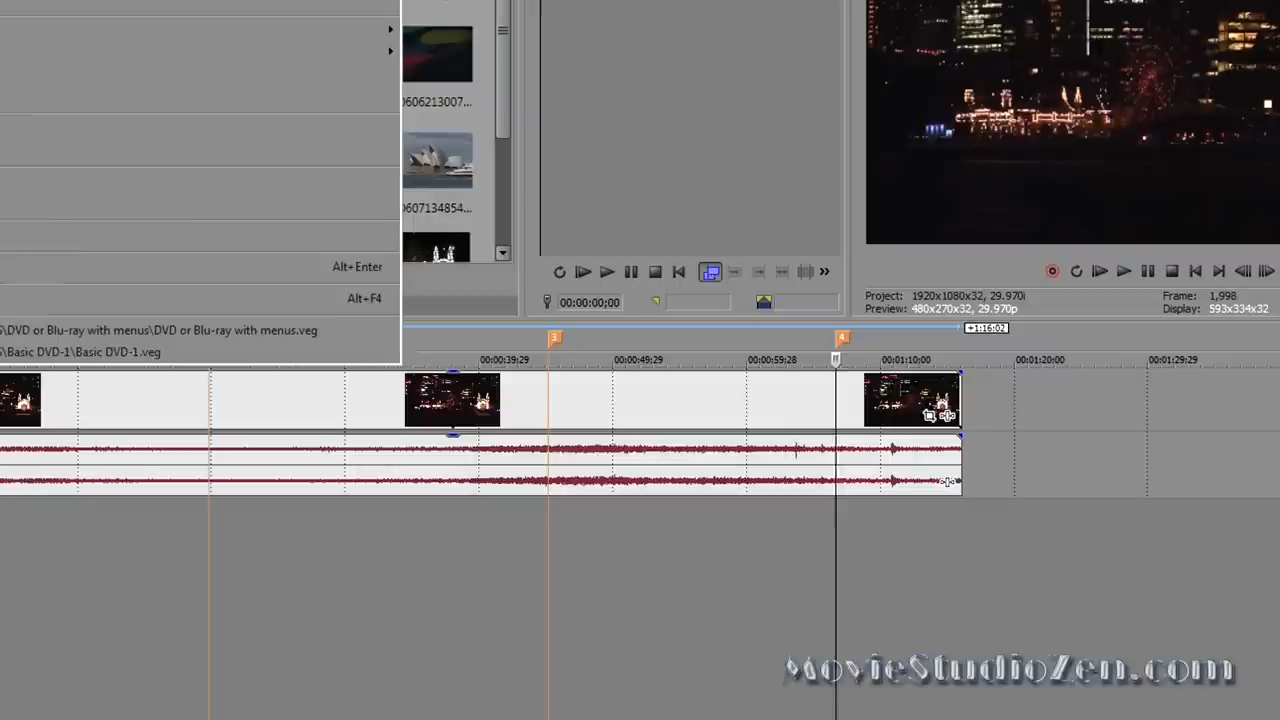 0606213007...
0607134854...
Alt+Enter
Alt+F4
\DVD or Blu-ray with menus\DVD or Blu-ray with menus.veg
\Basic DVD-1\Basic DVD-1.veg
00:00:00;00
Project: 1920x1080x32, 29.970i
Preview: 480x270x32, 29.970p
Frame: 1,998
Display: 593x334x32
+1:16:02
3
4
00:00:39;29
00:00:49;29
00:00:59;28
00:01:10;00
00:01:20;00
00:01:29;29
MovieStudioZen.com